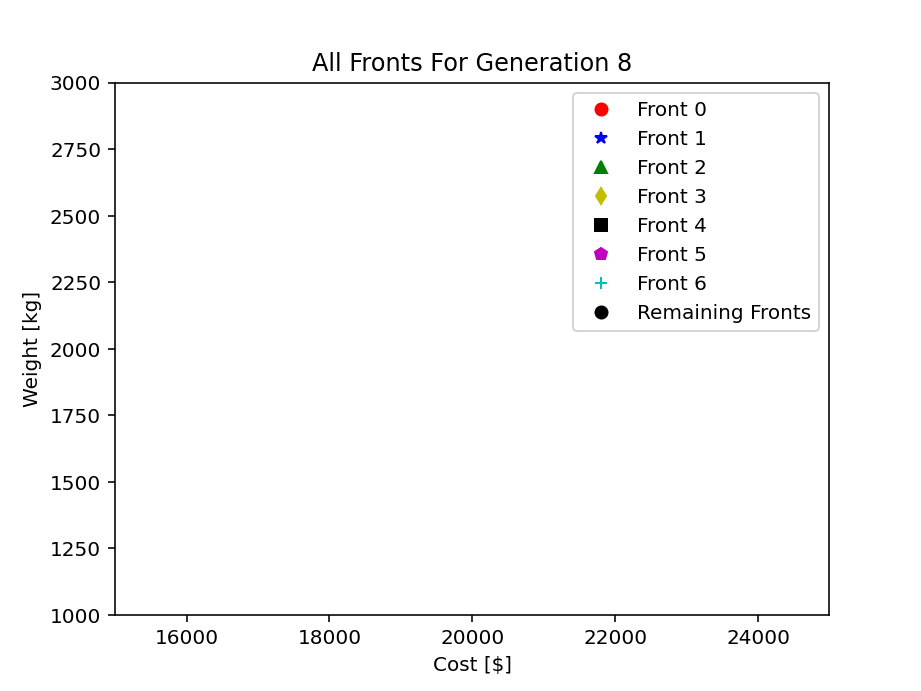 All Fronts For Generation 8
3000
2750
2500
2250
2000
1750
1500
1250
1000
Weight [kg]
Front 0
Front 1
Front 2
Front 3
Front 4
Front 5
Front 6
Remaining Fronts
16000 18000 20000 22000 24000
Cost [$]